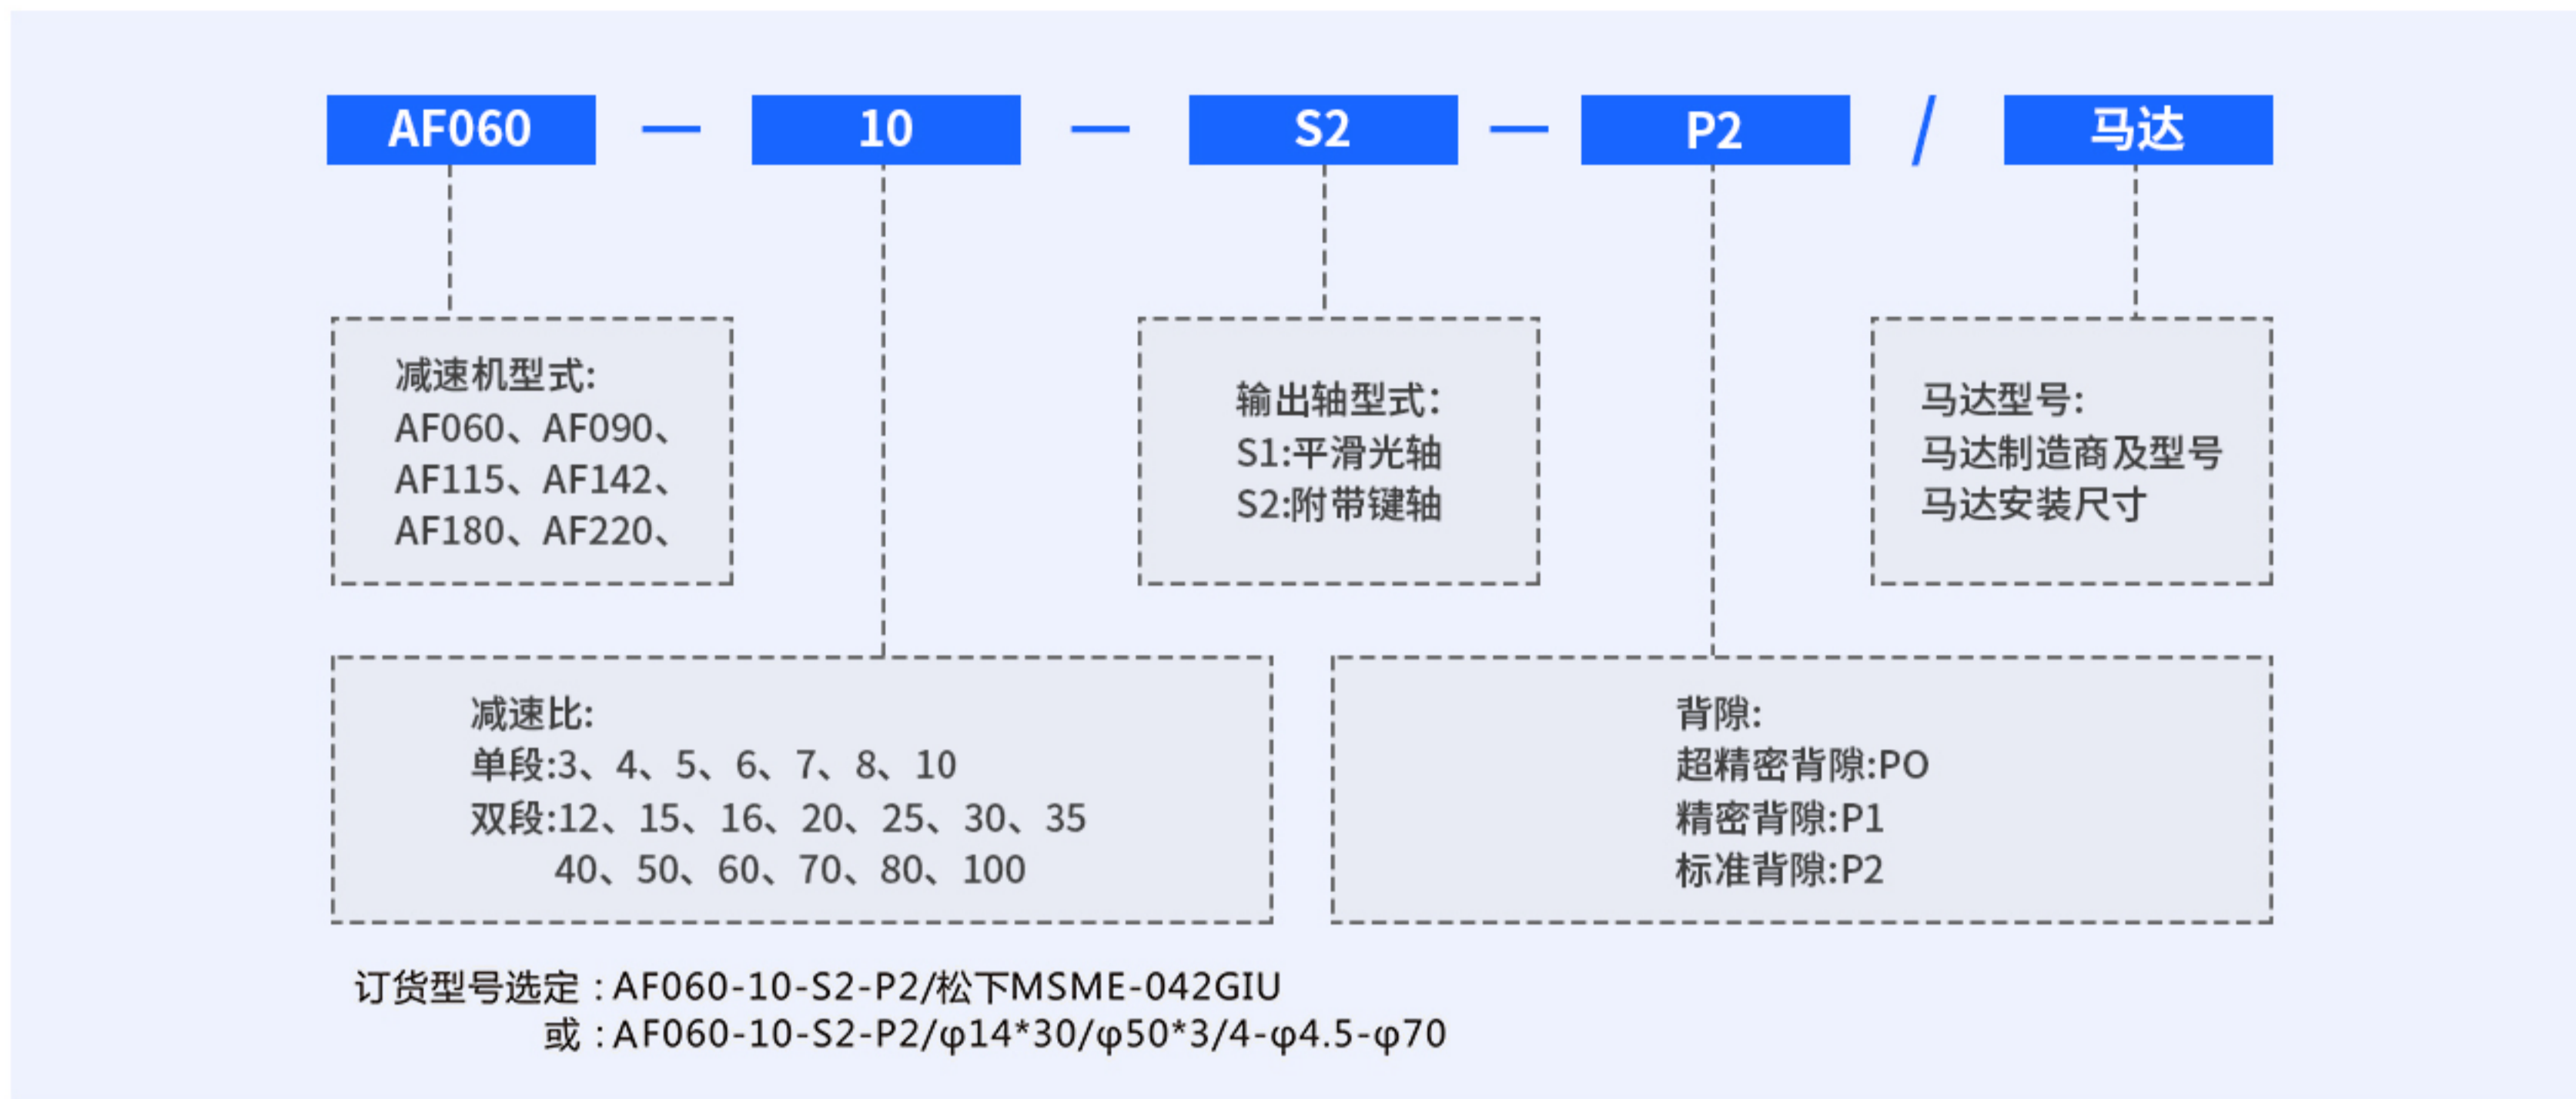 AF060 — 10 — S2 — P2 / 马达
减速机型式:
AF060、AF090、
AF115、AF142、
AF180、AF220、
输出轴型式：
S1:平滑光轴
S2:附带键轴
马达型号:
马达制造商及型号
马达安装尺寸
减速比:
单段:3、4、5、6、7、8、10
双段:12、15、16、20、25、30、35
40、50、60、70、80、100
背隙:
超精密背隙:PO
精密背隙:P1
标准背隙:P2
订货型号选定：AF060-10-S2-P2/松下MSME-042GIU
或：AF060-10-S2-P2/φ14*30/φ50*3/4-φ4.5-φ70